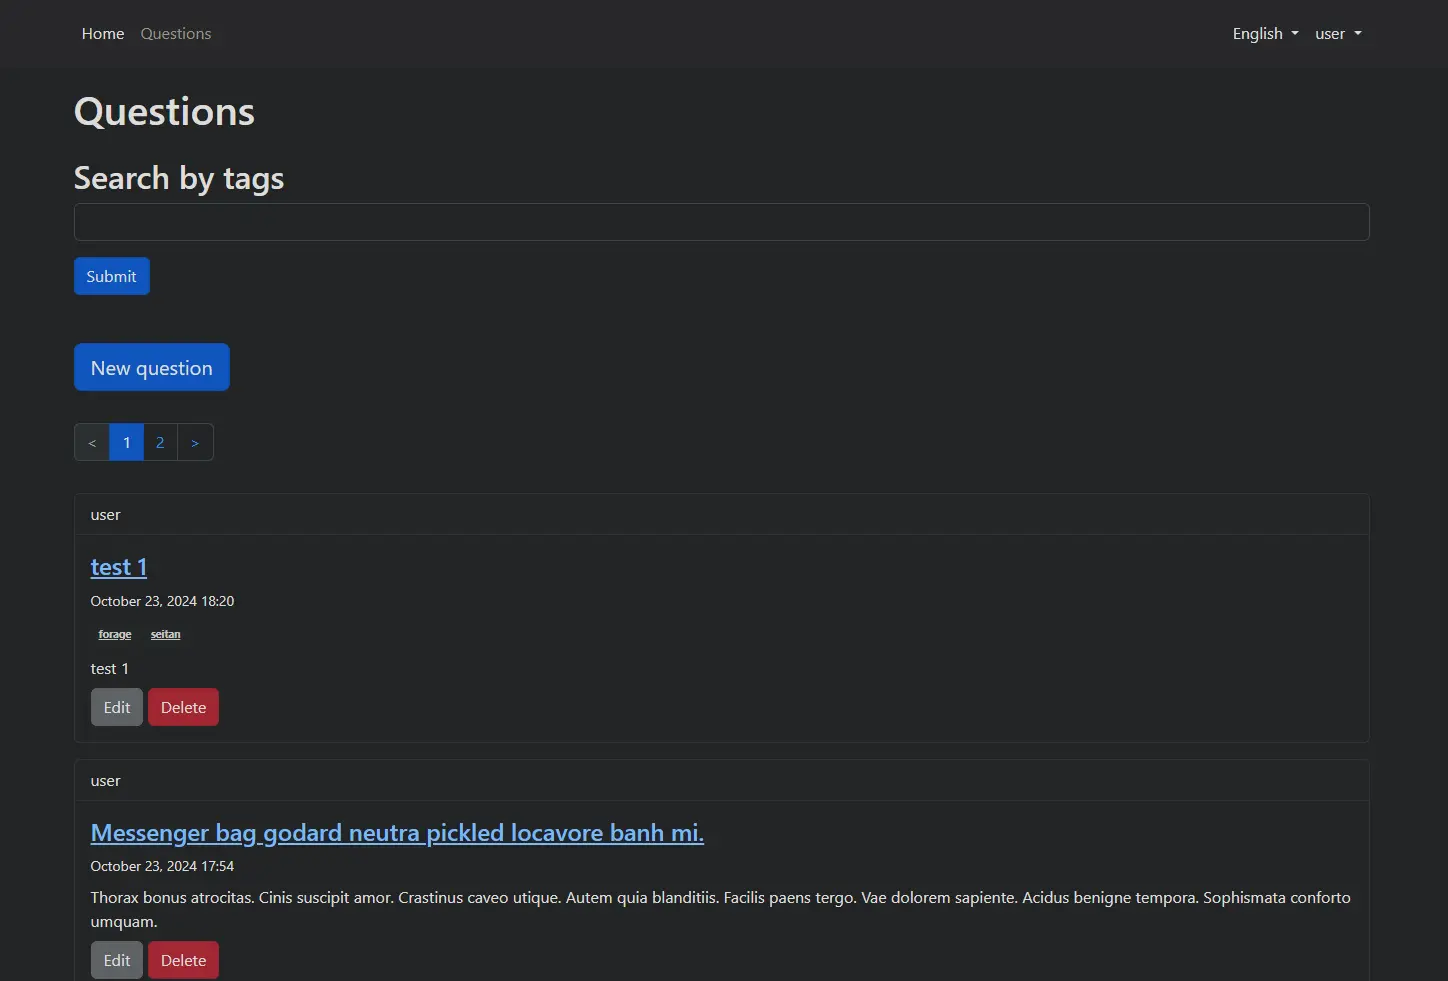 Home Questions English user
Questions
Search by tags
Submit
New question
< 1 2 >
user
test 1
October 23, 2024 18:20
forage seitan
test 1
Edit Delete
user
Messenger bag godard neutra pickled locavore banh mi.
October 23, 2024 17:54
Thorax bonus atrocitas. Cinis suscipit amor. Crastinus caveo utique. Autem quia blanditiis. Facilis paens tergo. Vae dolorem sapiente. Acidus benigne tempora. Sophismata conforto
umquam.
Edit Delete